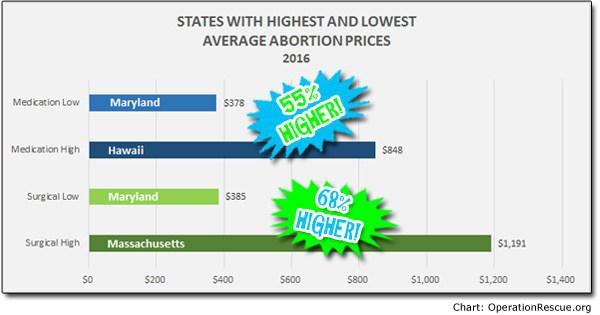 STATES WITH HIGHEST AND LOWEST
AVERAGE ABORTION PRICES
2016
Medication Low Maryland $378
55%
HIGHER!
Medication High Hawaii $848
Surgical Low Maryland $385
68%
HIGHER!
Surgical High Massachusetts $1,191
$0 $200 $400 $600 $800 $1,000 $1,200 $1,400
Chart: OperationRescue.org